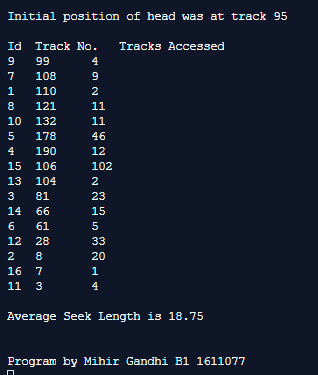 Initial position of head was at track 95
Id Track No. Tracks Accessed
9 99 4
7 108 9
1 110 2
8 121 11
10 132 11
5 178 46
4 190 12
15 106 102
13 104 2
3 81 23
14 66 15
6 61 5
12 28 33
2 8 20
16 7 1
11 3 4
Average Seek Length is 18.75
Program by Mihir Gandhi B1 1611077